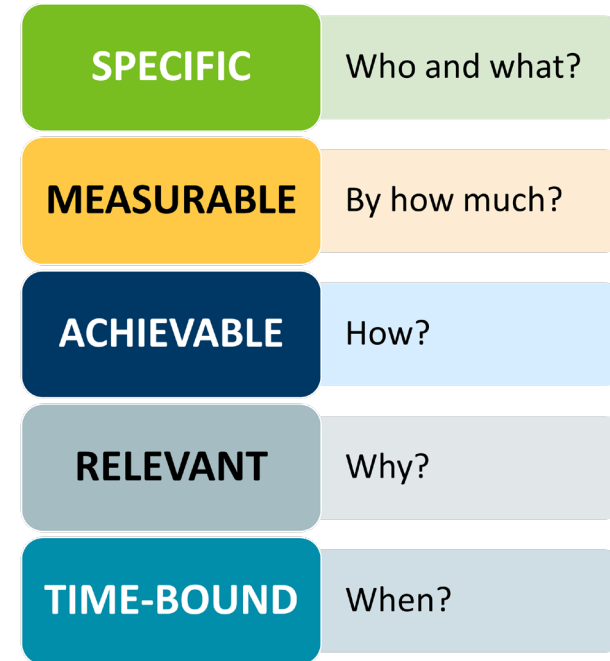 SPECIFIC Who and what?
MEASURABLE By how much?
ACHIEVABLE How?
RELEVANT Why?
TIME-BOUND When?